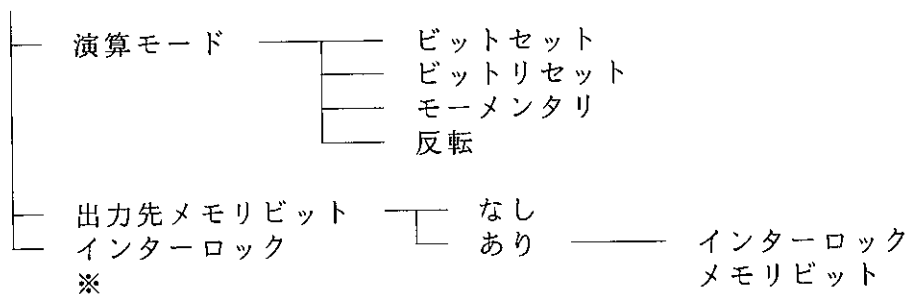 演算モード ビットセット
ビットリセット
モーメンタリ
反転
出力先メモリビット なし
インターロック あり インターロック
※ メモリビット